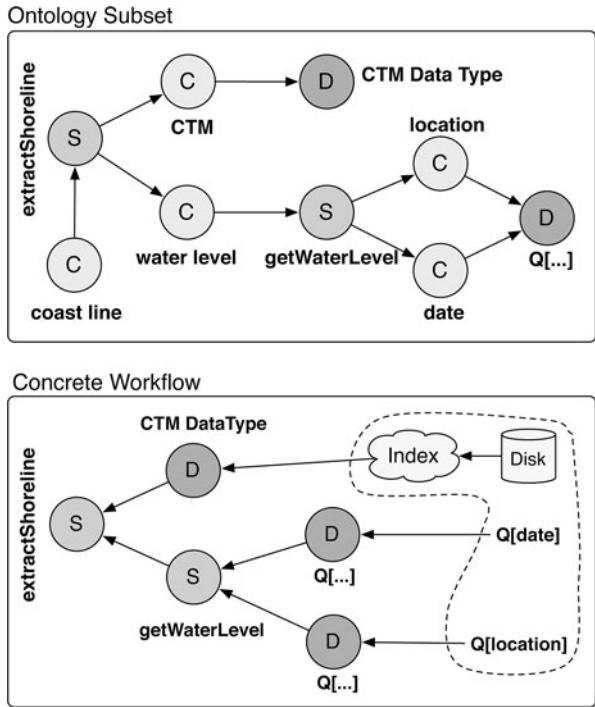 Ontology Subset
extractShoreline
S
C
CTM
D
CTM Data Type
C
coast line
C
water level
S
getWaterLevel
location
C
C
date
D
Q[...]
Concrete Workflow
extractShoreline
CTM DataType
D
Index
Disk
S
S
getWaterLevel
D
Q[...]
Q[date]
D
Q[...]
Q[location]